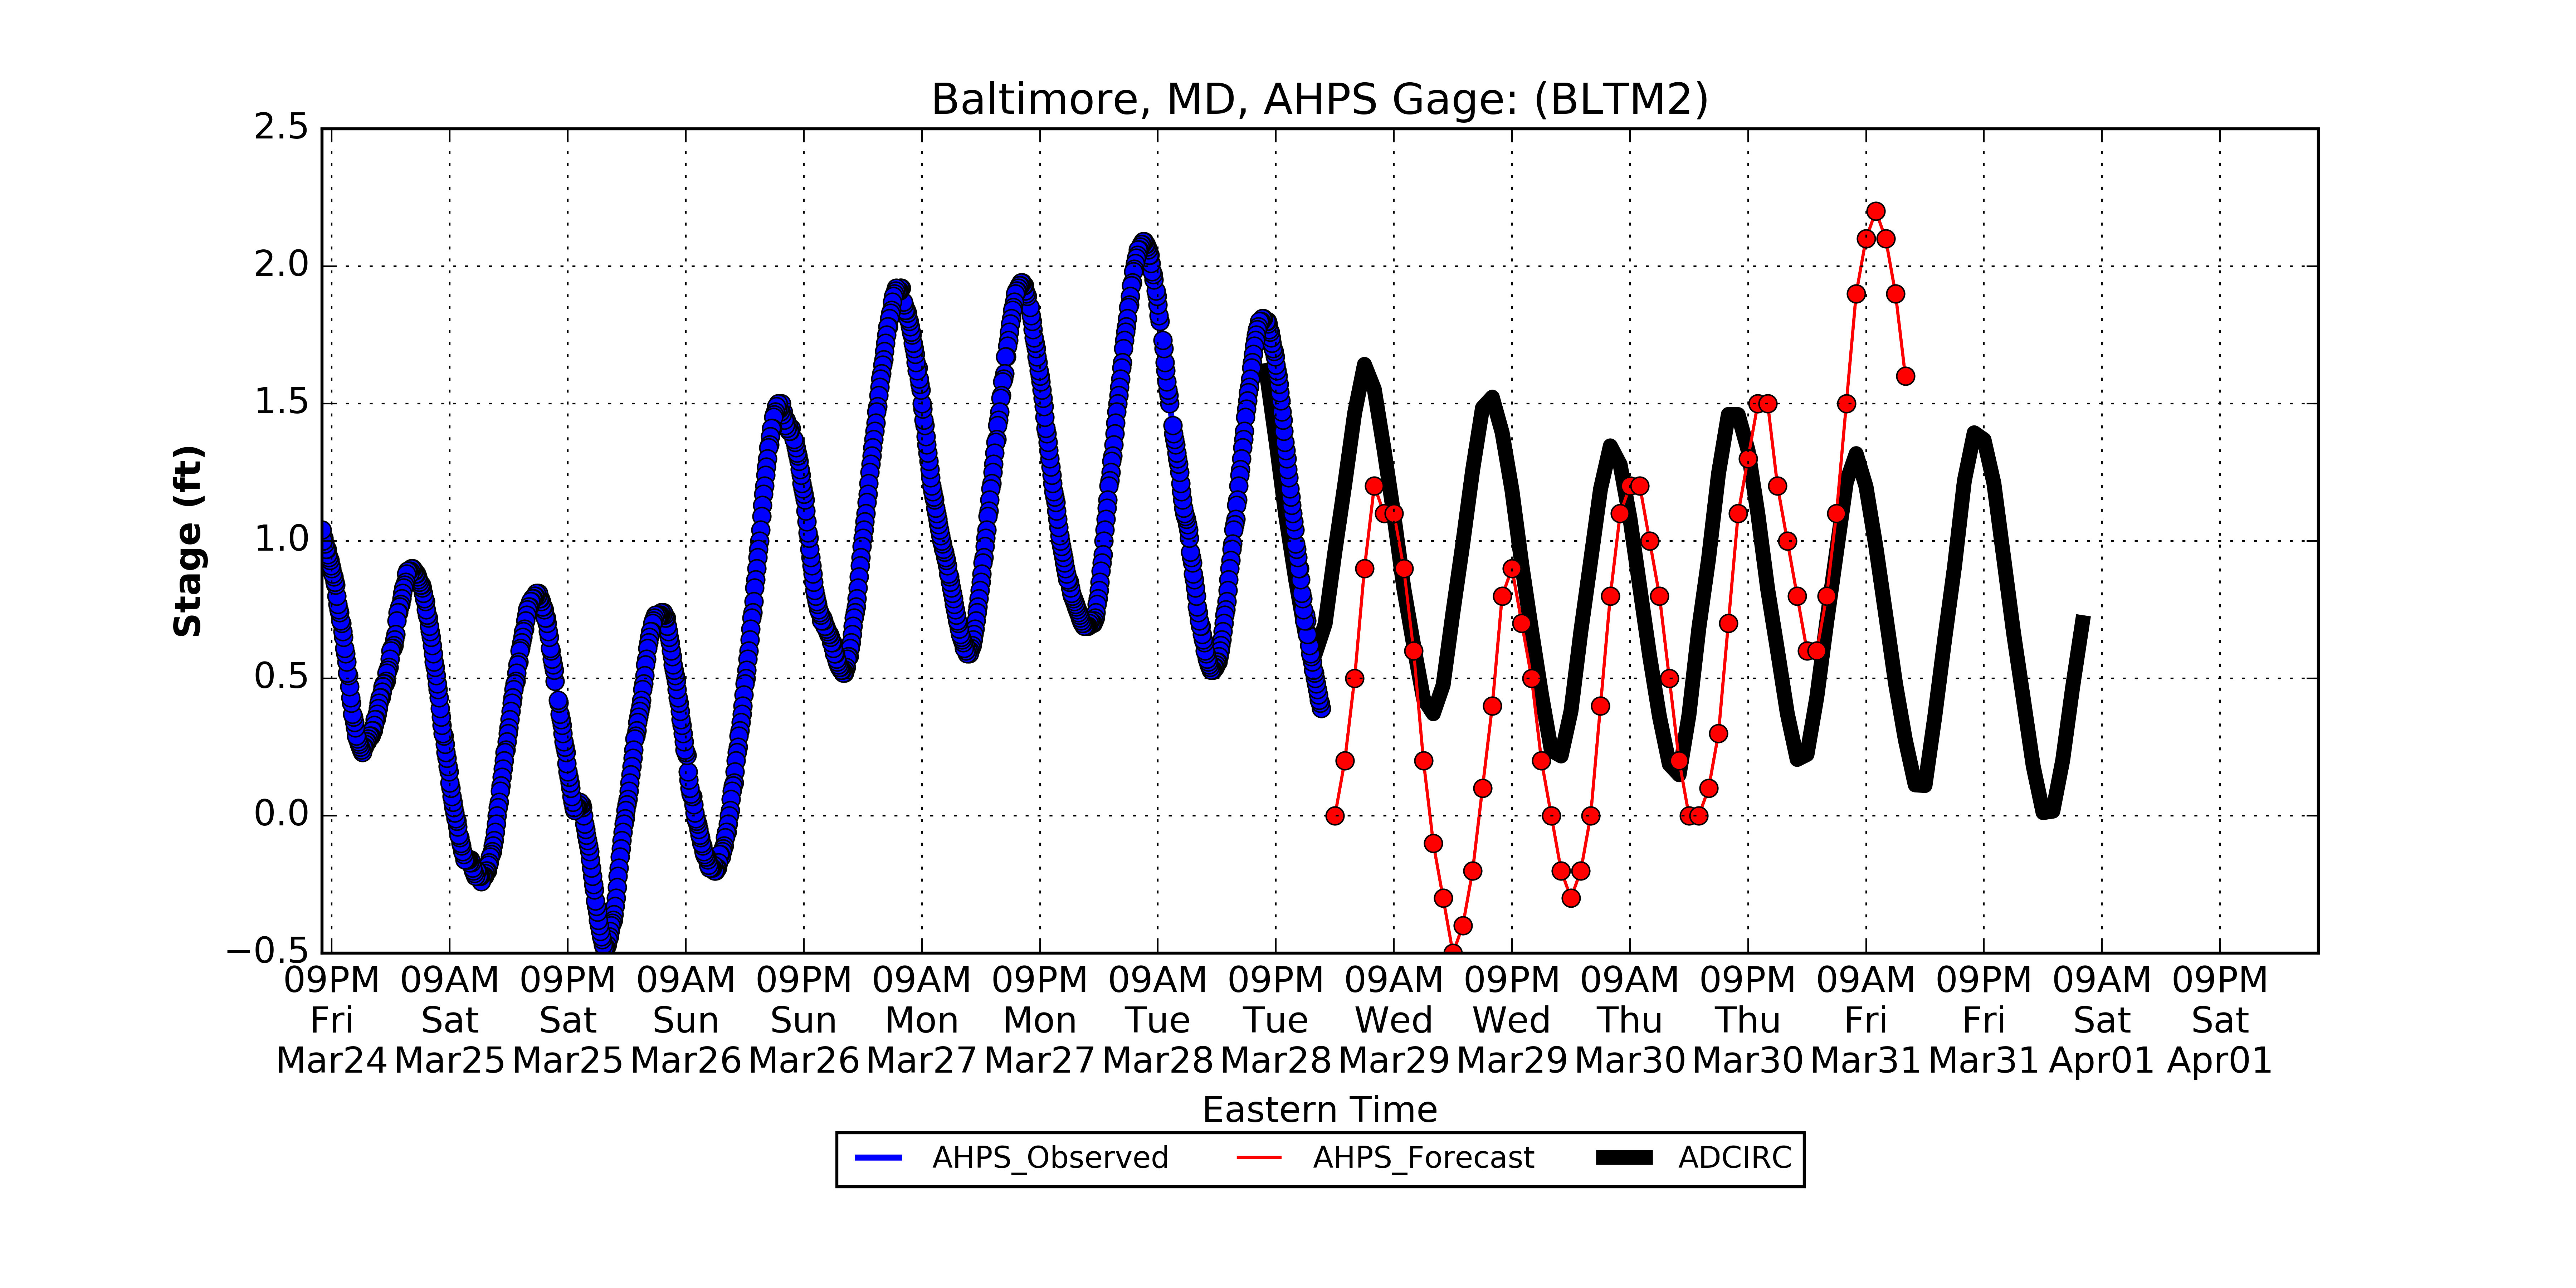 Baltimore, MD, AHPS Gage: (BLTM2)
2.5
2.0
1.5
1.0
0.5
0.0
−0.5
Stage (ft)
09PM 09AM 09PM 09AM 09PM 09AM 09PM 09AM 09PM 09AM 09PM 09AM 09PM 09AM 09PM 09AM 09PM
Fri Sat Sat Sun Sun Mon Mon Tue Tue Wed Wed Thu Thu Fri Fri Sat Sat
Mar24 Mar25 Mar25 Mar26 Mar26 Mar27 Mar27 Mar28 Mar28 Mar29 Mar29 Mar30 Mar30 Mar31 Mar31 Apr01 Apr01
Eastern Time
AHPS_Observed AHPS_Forecast ADCIRC